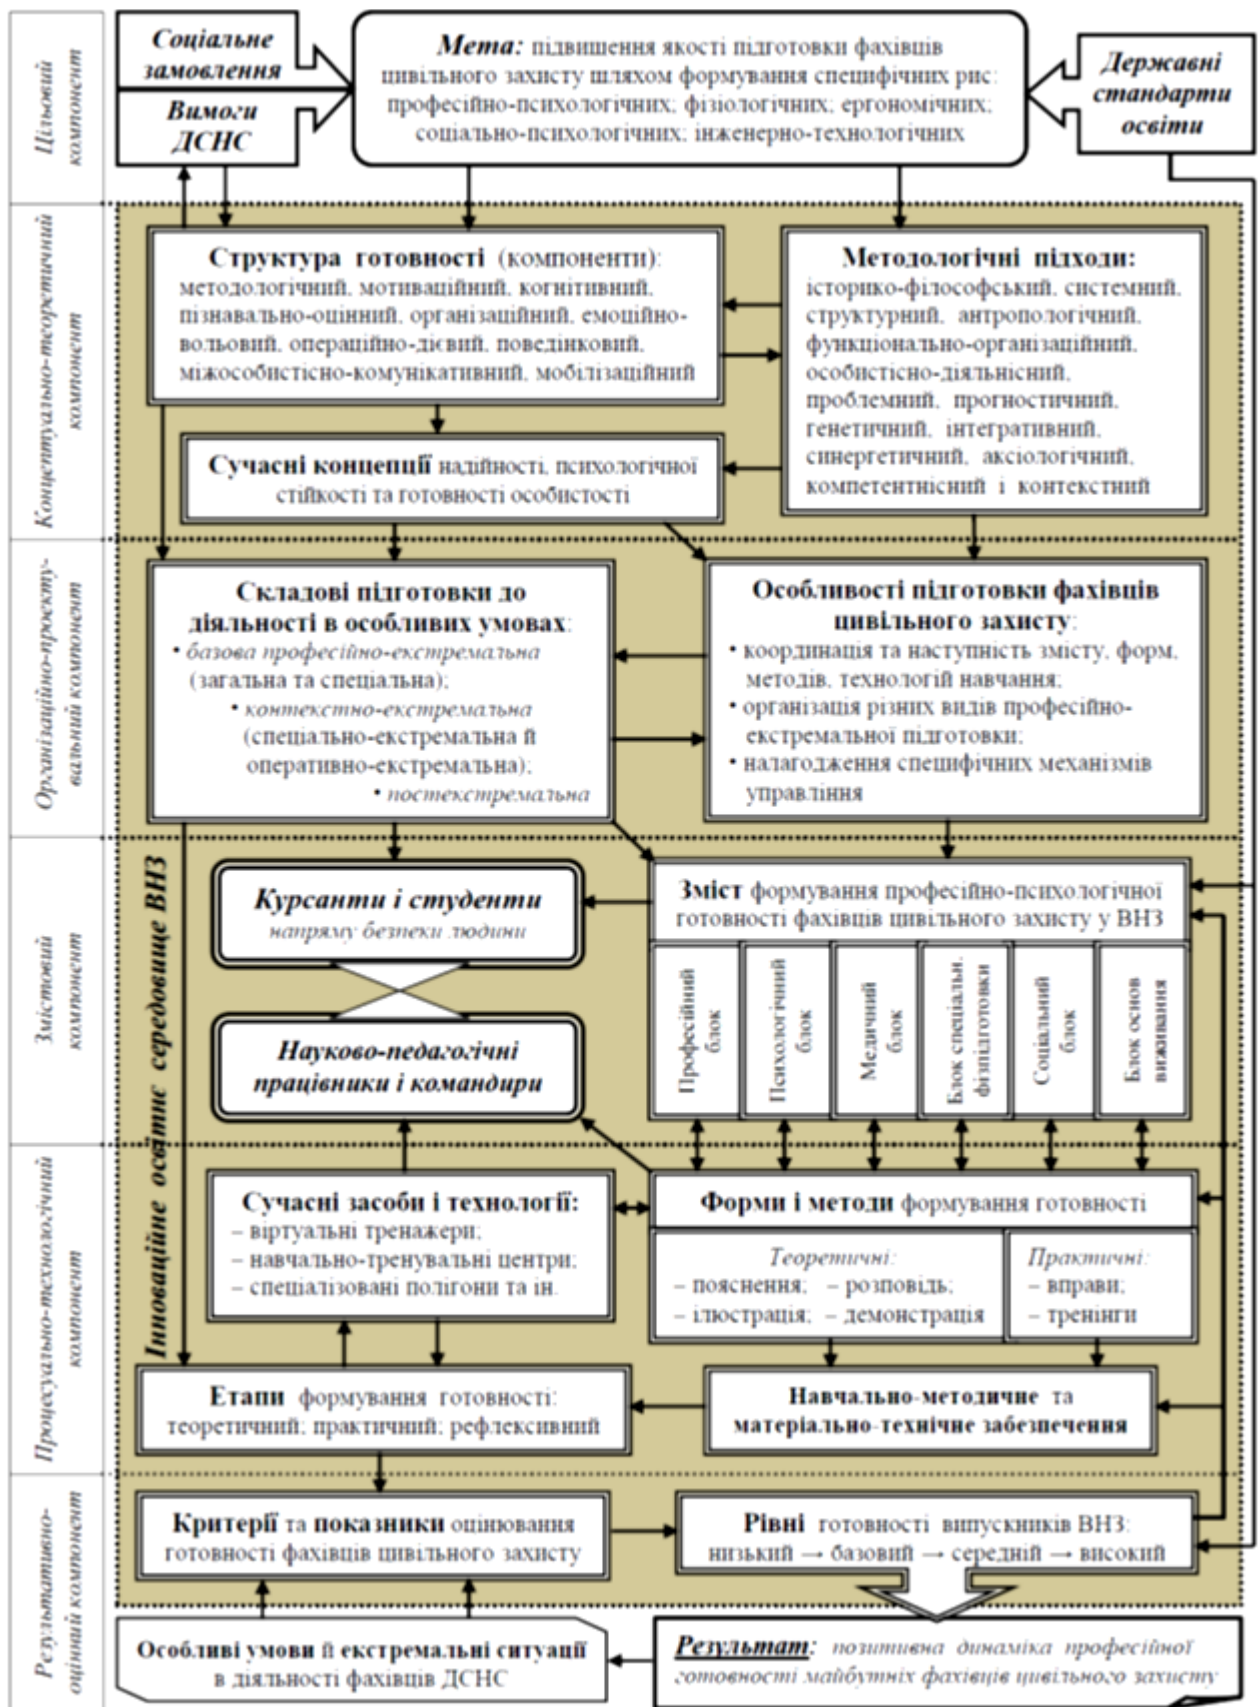 Цільовий
компонент
Соціальне
замовлення
Вимоги
ДСНС
Мета: підвищення якості підготовки фахівців
цивільного захисту шляхом формування специфічних рис:
професійно-психологічних; фізіологічних; ергономічних;
соціально-психологічних; інженерно-технологічних
Державні
стандарти
освіти
Концептуально-теоретичний
компонент
Структура готовності (компоненти):
методологічний, мотиваційний, когнітивний,
пізнавально-оцінний, організаційний, емоційно-
вольовий, операційно-дієвий, поведінковий,
міжособистісно-комунікативний, мобілізаційний
Методологічні підходи:
історико-філософський, системний,
структурний, антропологічний,
функціонально-організаційний,
особистісно-діяльнісний,
проблемний, прогностичний,
генетичний, інтегративний,
синергетичний, аксіологічний,
компетентнісний і контекстний
Сучасні концепції надійності, психологічної
стійкості та готовності особистості
Організаційно-проєкту-
вальний компонент
Складові підготовки до
діяльності в особливих умовах:
• базова професійно-екстремальна
(загальна та спеціальна);
• контекстно-екстремальна
(спеціально-екстремальна й
оперативно-екстремальна);
• постекстремальна
Особливості підготовки фахівців
цивільного захисту:
• координація та наступність змісту, форм,
методів, технологій навчання;
• організація різних видів професійно-
екстремальної підготовки;
• налагодження специфічних механізмів
управління
Інноваційне освітнє середовище ВНЗ
Змістовий
компонент
Курсанти і студенти
напряму безпеки людини
Науково-педагогічні
працівники і командири
Зміст формування професійно-психологічної
готовності фахівців цивільного захисту у ВНЗ
Професійний
блок
Психологічний
блок
Медичний
блок
Блок спеціальн.
фізпідготовки
Соціальний
блок
Блок основ
виживання
Процесуально-технологічний
компонент
Сучасні засоби і технології:
– віртуальні тренажери;
– навчально-тренувальні центри;
– спеціалізовані полігони та ін.
Форми і методи формування готовності
Теоретичні:
– пояснення; – розповідь;
– ілюстрація; – демонстрація
Практичні:
– вправи;
– тренінги
Етапи формування готовності:
теоретичний; практичний; рефлексивний
Навчально-методичне та
матеріально-технічне забезпечення
Результативно-
оцінний компонент
Критерії та показники оцінювання
готовності фахівців цивільного захисту
Рівні готовності випускників ВНЗ:
низький → базовий → середній → високий
Особливі умови й екстремальні ситуації
в діяльності фахівців ДСНС
Результат: позитивна динаміка професійної
готовності майбутніх фахівців цивільного захисту